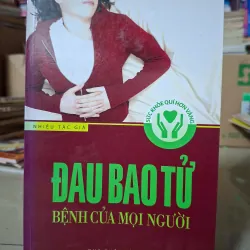 SỨC KHỎE QUÍ HƠN VÀNG
NHIỀU TÁC GIẢ
ĐAU BAO TỬ
BỆNH CỦA MỌI NGƯỜI